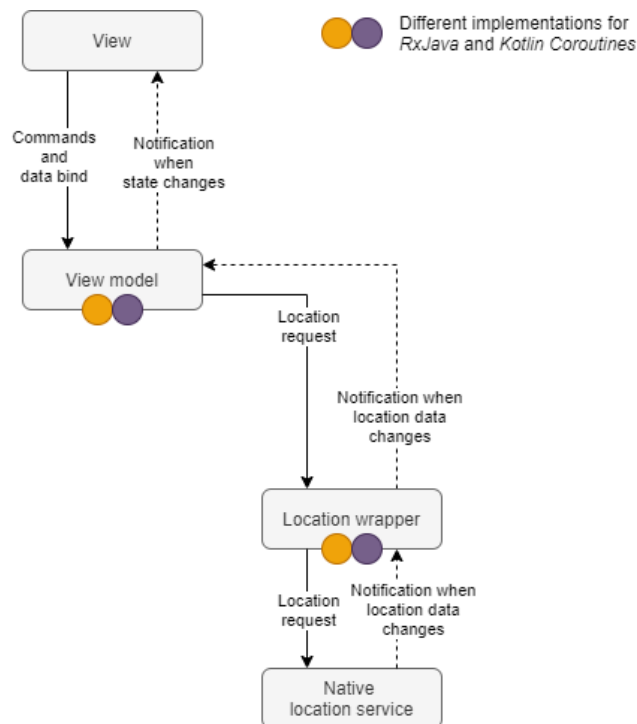 View
Different implementations for
RxJava and Kotlin Coroutines
Commands
and
data bind
Notification
when
state changes
View model
Location
request
Notification when
location data
changes
Location wrapper
Location
request
Notification when
location data
changes
Native
location service